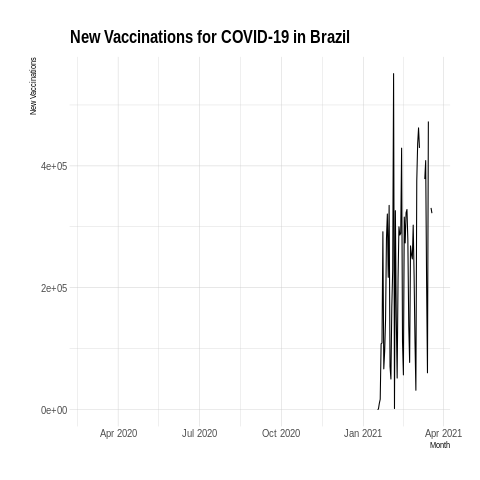 New Vaccinations for COVID-19 in Brazil
New Vaccinations
4e+05
2e+05
0e+00
Apr 2020 Jul 2020 Oct 2020 Jan 2021 Apr 2021
Month